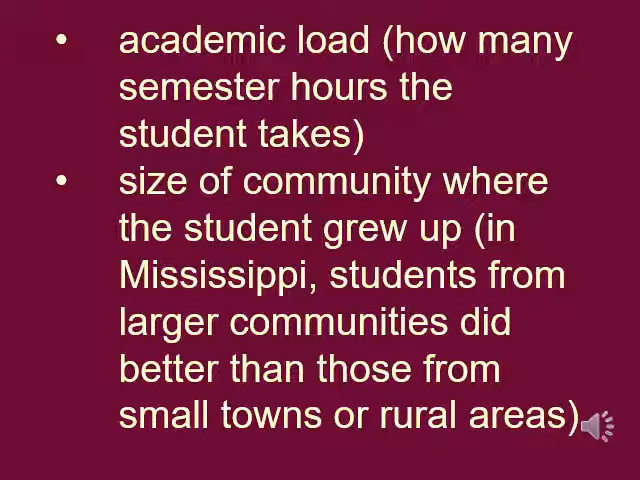 • academic load (how many
semester hours the
student takes)
• size of community where
the student grew up (in
Mississippi, students from
larger communities did
better than those from
small towns or rural areas)